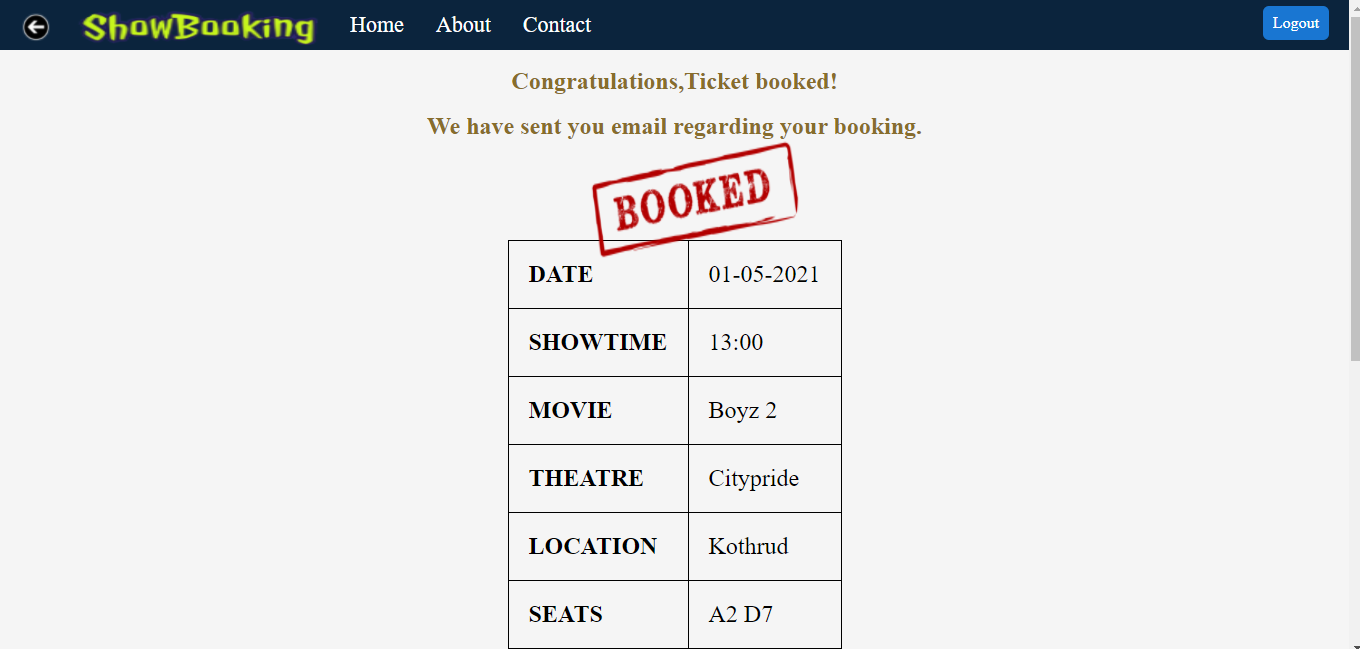 ShowBooking Home About Contact Logout
Congratulations,Ticket booked!
We have sent you email regarding your booking.
BOOKED
DATE 01-05-2021
SHOWTIME 13:00
MOVIE Boyz 2
THEATRE Citypride
LOCATION Kothrud
SEATS A2 D7